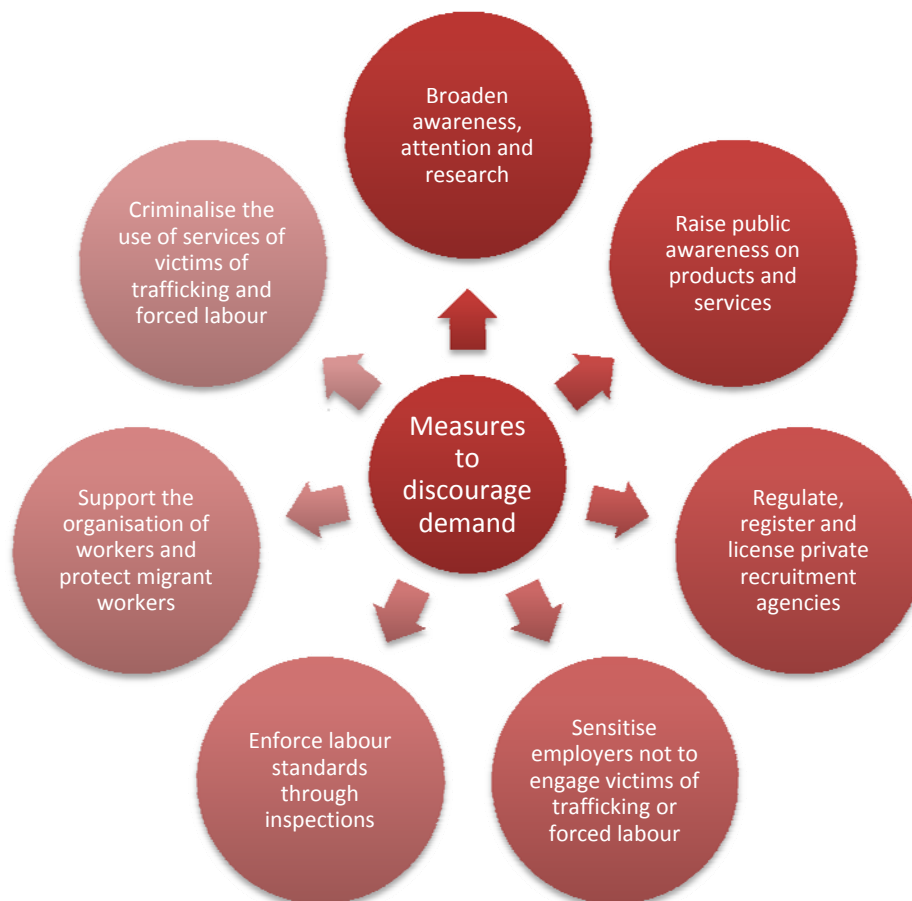 Broaden
awareness,
attention and
research
Raise public
awareness on
products and
services
Regulate,
register and
license private
recruitment
agencies
Sensitise
employers not to
engage victims of
trafficking or
forced labour
Enforce labour
standards
through
inspections
Support the
organisation of
workers and
protect migrant
workers
Criminalise the
use of services of
victims of
trafficking and
forced labour
Measures
to
discourage
demand